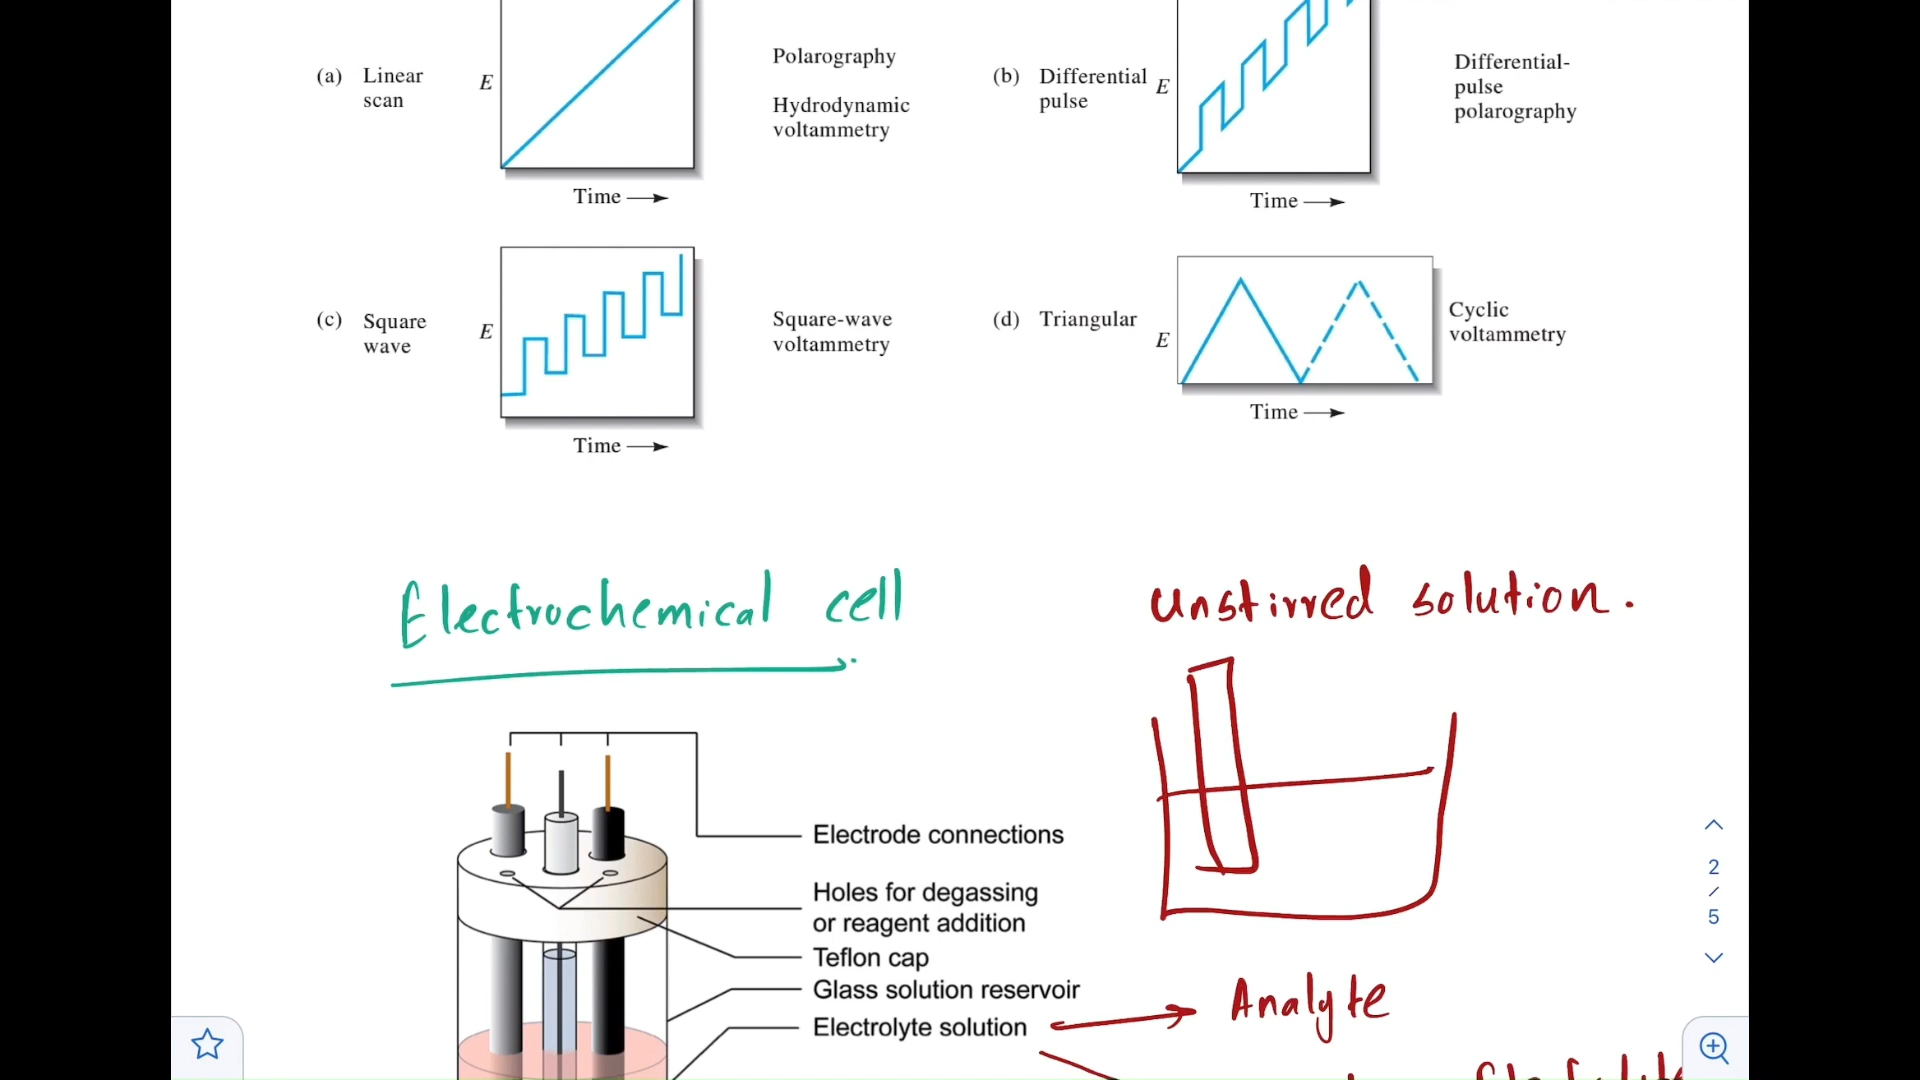 (a) Linear
scan
E
Time
Polarography
Hydrodynamic
voltammetry
(b) Differential
pulse
E
Time
Differential-
pulse
polarography
(c) Square
wave
E
Time
Square-wave
voltammetry
(d) Triangular
E
Time
Cyclic
voltammetry
Electrochemical cell
Unstirred solution.
Electrode connections
Holes for degassing
or reagent addition
Teflon cap
Glass solution reservoir
Electrolyte solution
Analyte
2
/
5